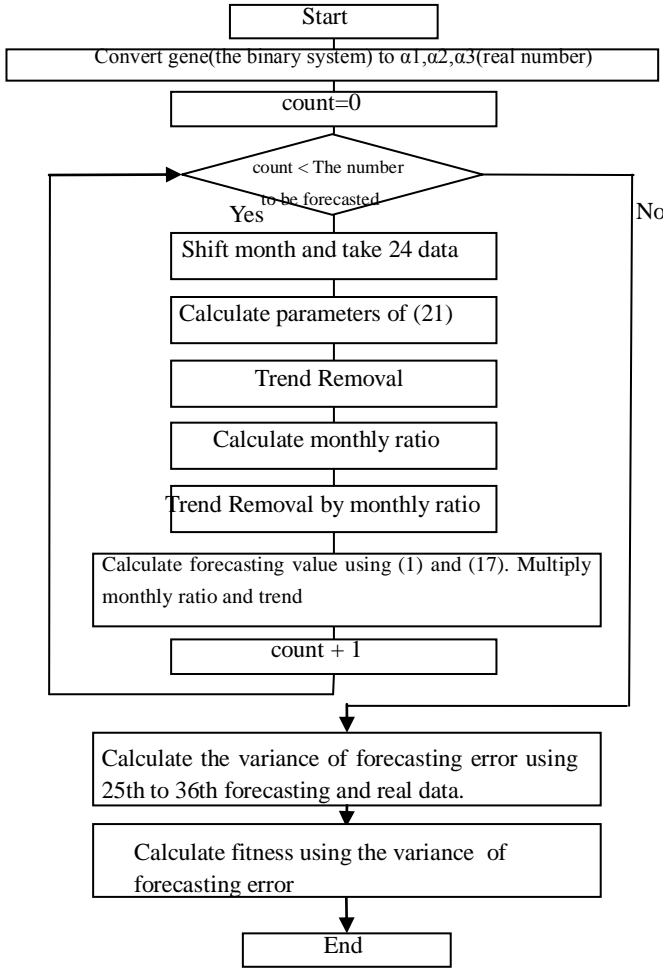 Start
Convert gene(the binary system) to α1,α2,α3(real number)
count=0
count < The number
to be forecasted
Yes
No
Shift month and take 24 data
Calculate parameters of (21)
Trend Removal
Calculate monthly ratio
Trend Removal by monthly ratio
Calculate forecasting value using (1) and (17). Multiply
monthly ratio and trend
count + 1
Calculate the variance of forecasting error using
25th to 36th forecasting and real data.
Calculate fitness using the variance of
forecasting error
End